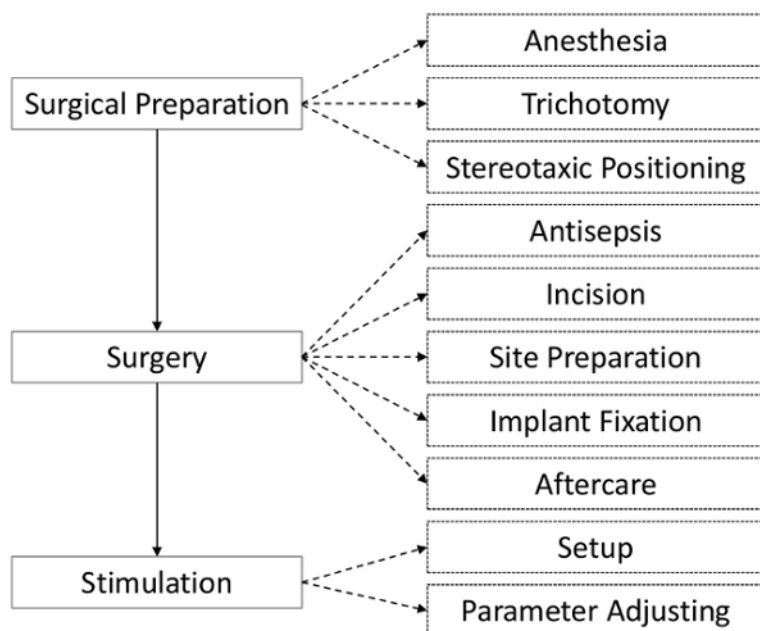 Surgical Preparation
Anesthesia
Trichotomy
Stereotaxic Positioning
Surgery
Antisepsis
Incision
Site Preparation
Implant Fixation
Aftercare
Stimulation
Setup
Parameter Adjusting